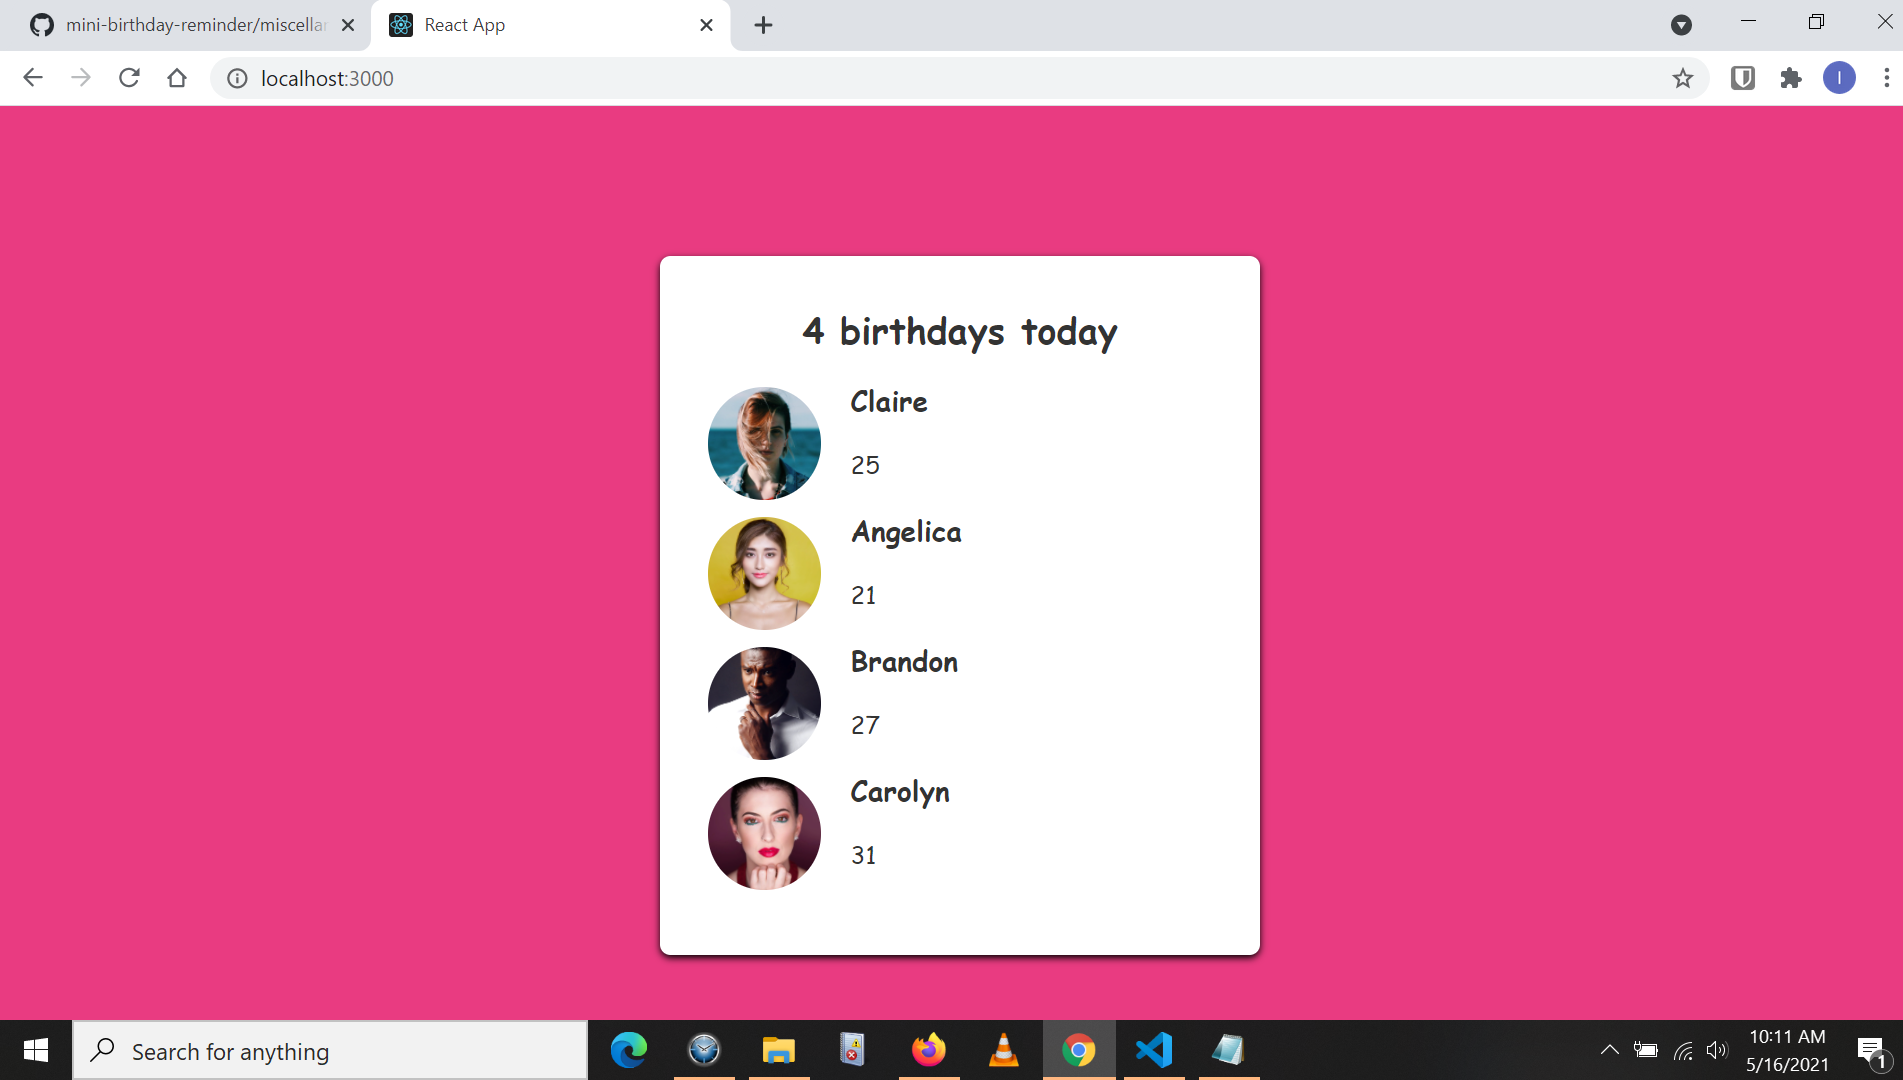 mini-birthday-reminder/miscella
React App
localhost:3000
I
4 birthdays today
Claire
25
Angelica
21
Brandon
27
Carolyn
31
Search for anything
10:11 AM
5/16/2021
1